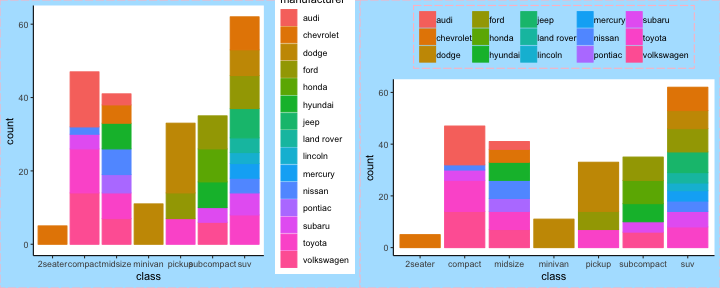 manufacturer
audi
chevrolet
dodge
ford
honda
hyundai
jeep
land rover
lincoln
mercury
nissan
pontiac
subaru
toyota
volkswagen
60
40
20
0
count
2seater compact midsize minivan pickup subcompact suv
class
audi ford jeep mercury subaru
chevrolet honda land rover nissan toyota
dodge hyundai lincoln pontiac volkswagen
60
40
20
0
count
2seater compact midsize minivan pickup subcompact suv
class